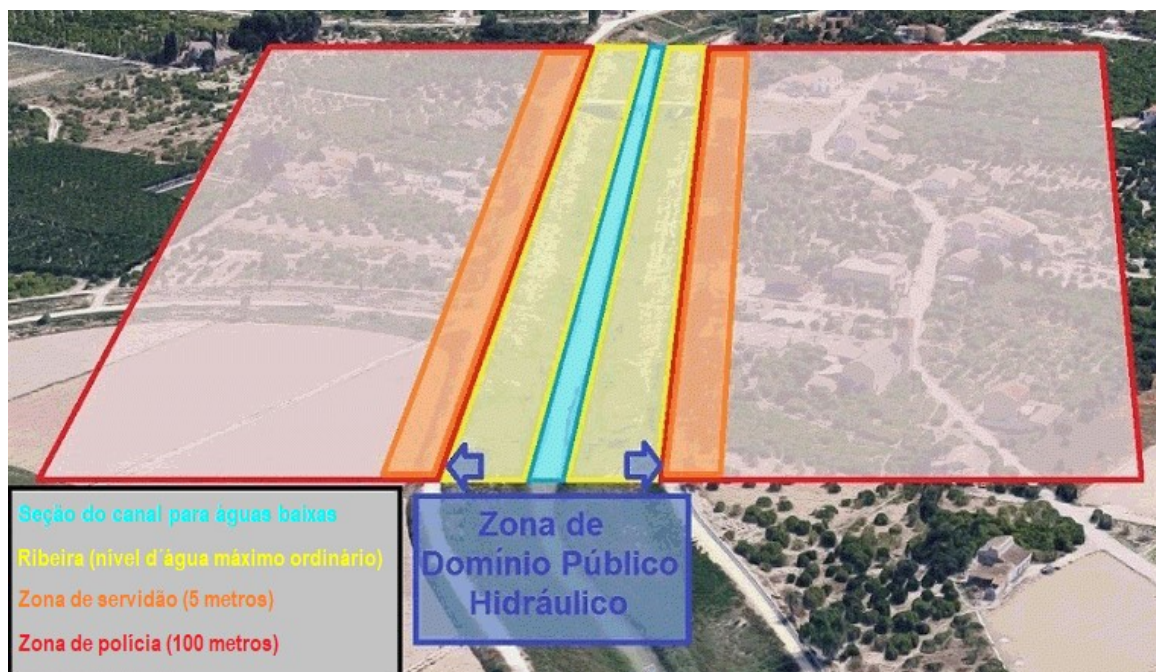 Seção do canal para águas baixas
Ribeira (nível d´água máximo ordinário)
Zona de servidão (5 metros)
Zona de polícia (100 metros)
Zona de
Domínio Público
Hidráulico